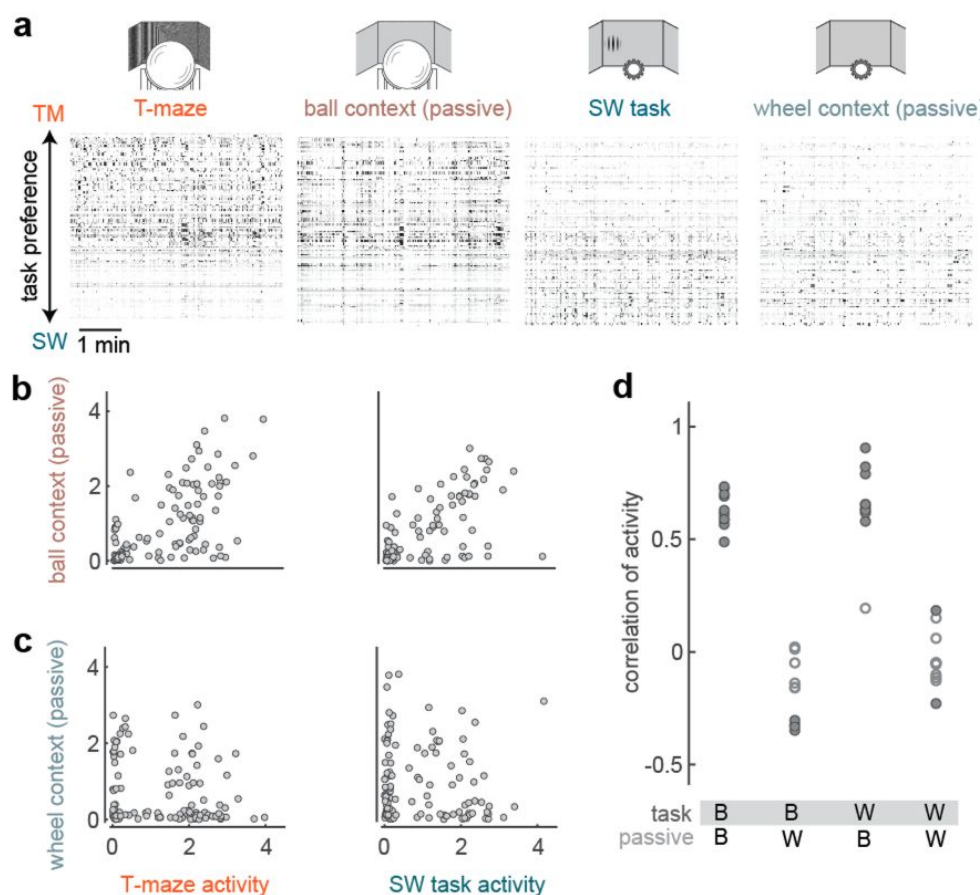 a
T-maze
ball context (passive)
SW task
wheel context (passive)
TM
task preference
SW
1 min
b
ball context (passive)
4
2
0
c
wheel context (passive)
4
2
0
0 2 4
0 2 4
T-maze activity
SW task activity
d
correlation of activity
1
0.5
0
-0.5
task B B W W
passive B W B W